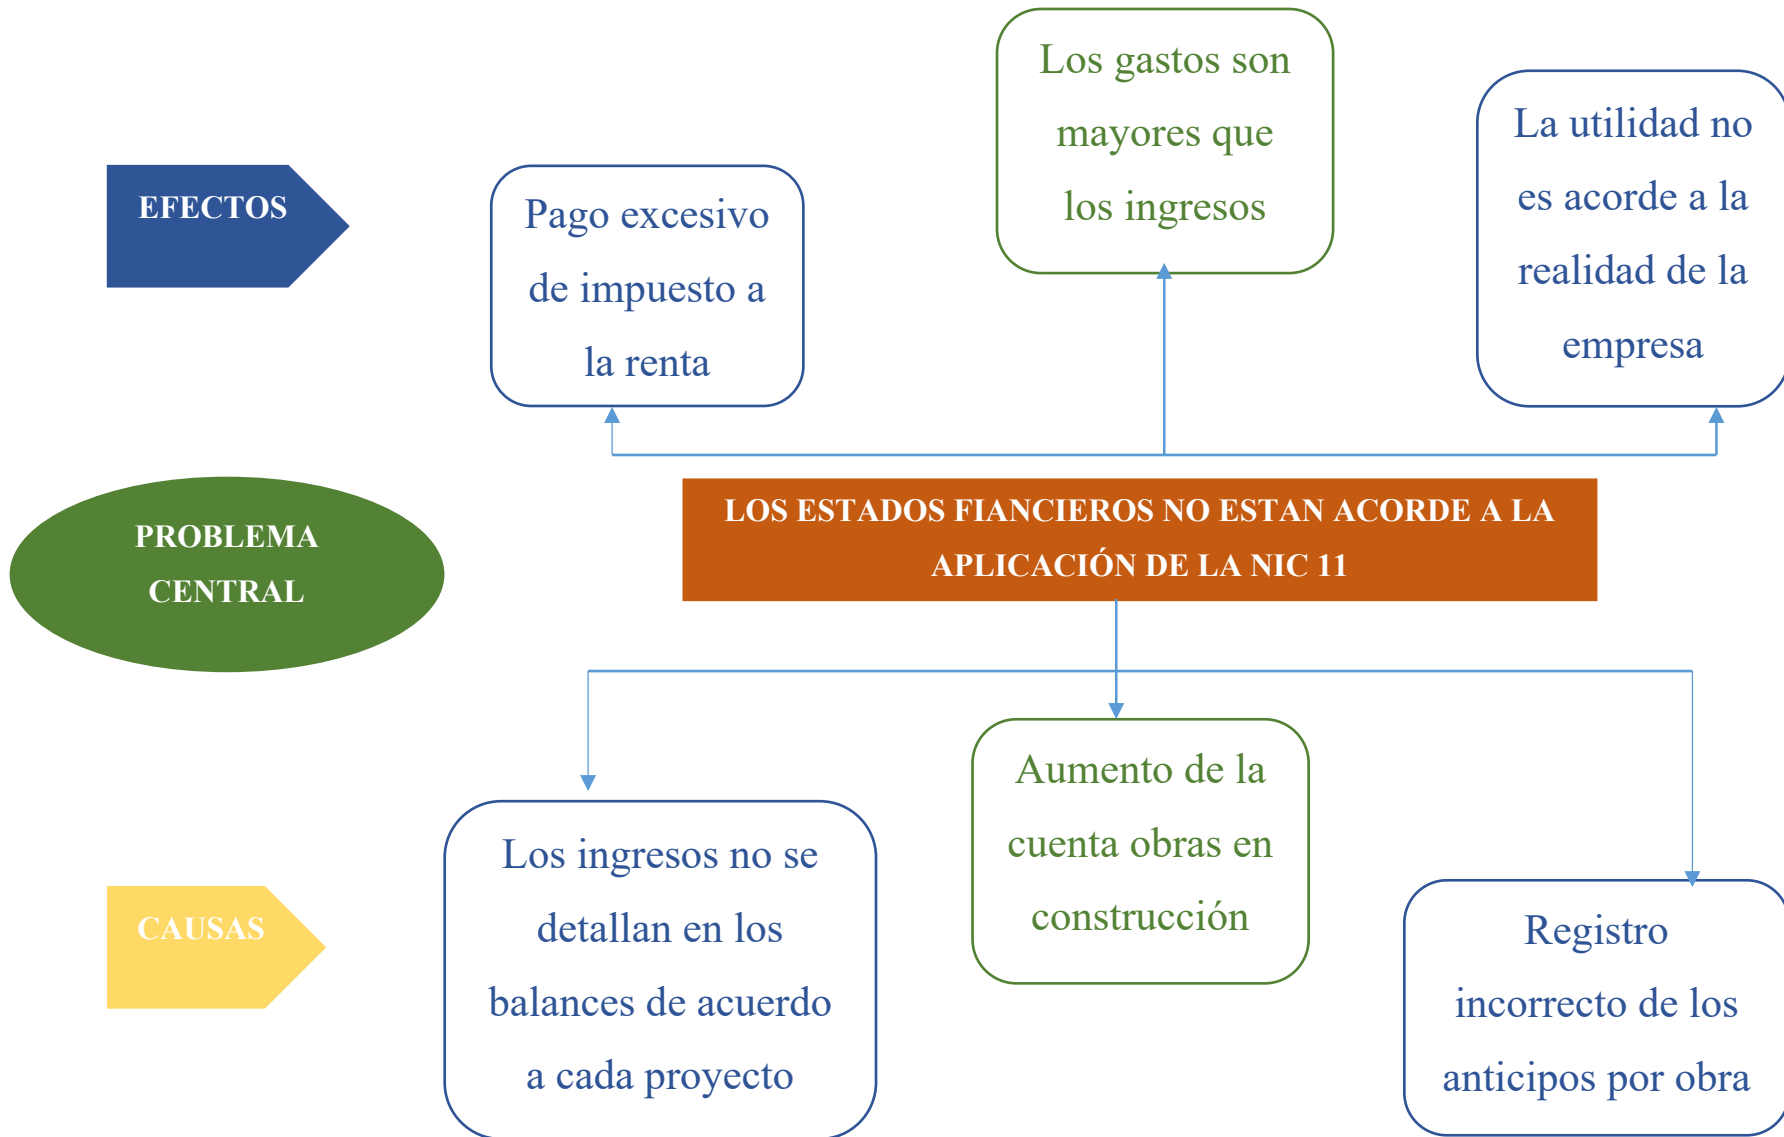 Los gastos son
mayores que
los ingresos
La utilidad no
es acorde a la
realidad de la
empresa
EFECTOS
Pago excesivo
de impuesto a
la renta
PROBLEMA
CENTRAL
LOS ESTADOS FIANCIEROS NO ESTAN ACORDE A LA
APLICACIÓN DE LA NIC 11
Aumento de la
cuenta obras en
construcción
Los ingresos no se
detallan en los
balances de acuerdo
a cada proyecto
CAUSAS
Registro
incorrecto de los
anticipos por obra